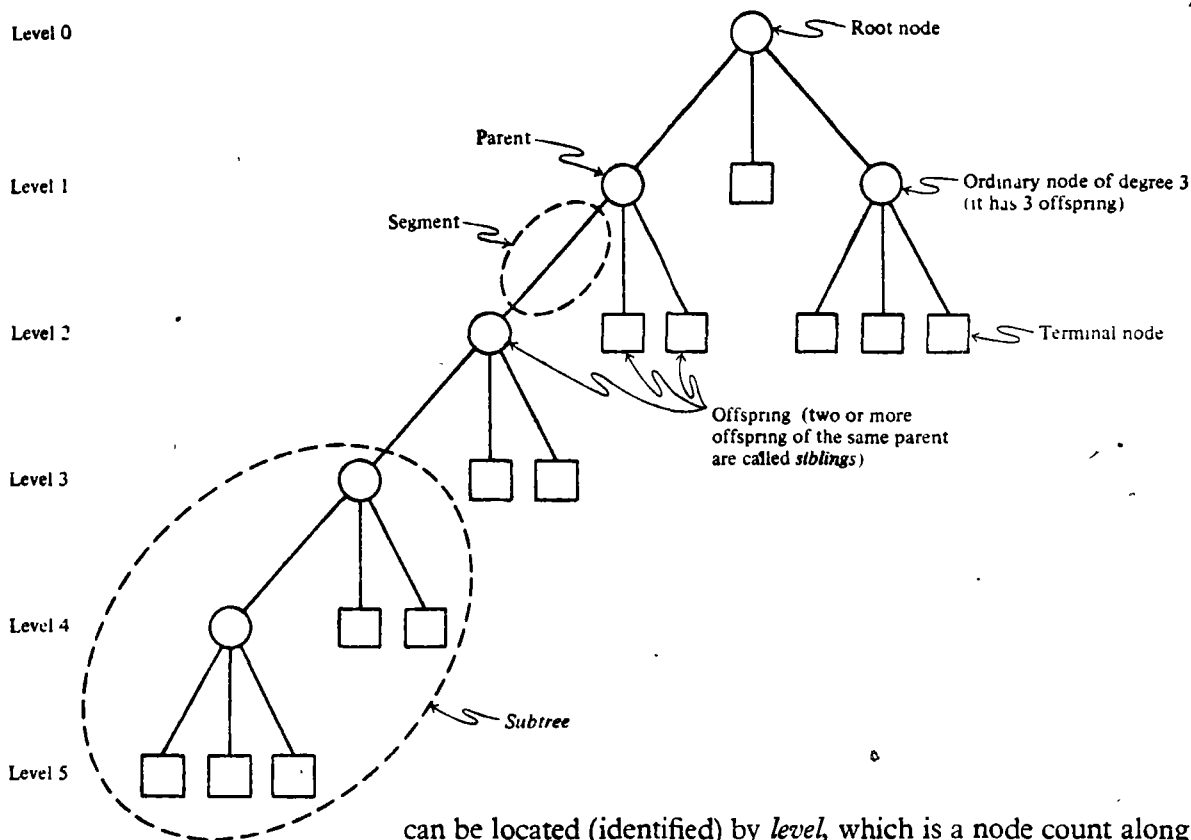 Level 0
Root node
Parent
Level 1
Ordinary node of degree 3
(it has 3 offspring)
Segment
Level 2
Terminal node
Offspring (two or more
offspring of the same parent
are called siblings)
Level 3
Level 4
Subtree
Level 5
can be located (identified) by level, which is a node count along